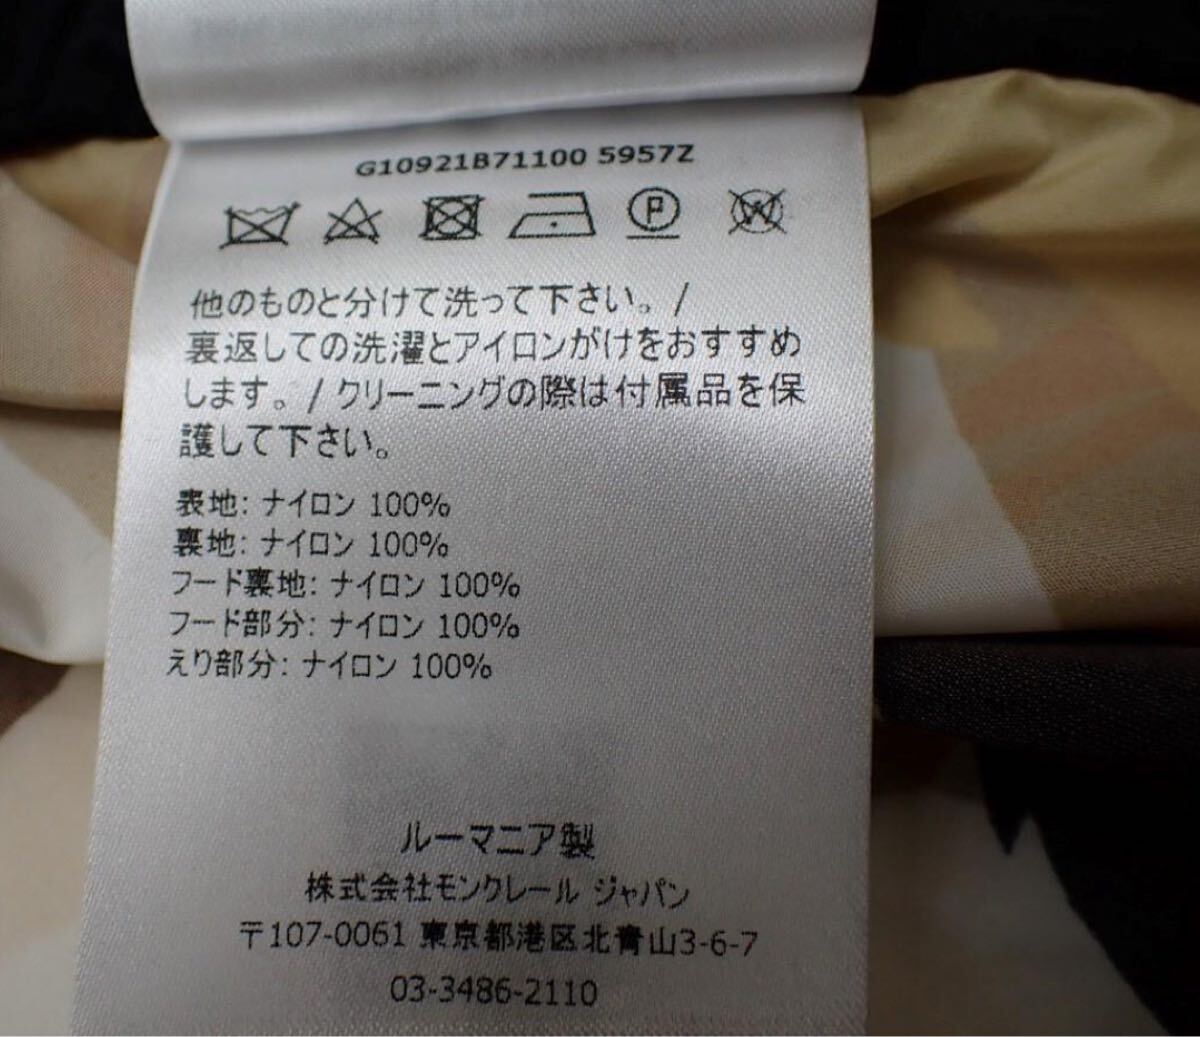 G10921B71100 5957Z
P W
他のものと分けて洗って下さい。/
裏返しての洗濯とアイロンがけをおすすめ
します。/ クリーニングの際は付属品を保
護して下さい。
表地: ナイロン 100%
裏地: ナイロン 100%
フード裏地: ナイロン 100%
フード部分: ナイロン 100%
えり部分: ナイロン 100%
ルーマニア製
株式会社モンクレール ジャパン
〒107-0061 東京都港区北青山3-6-7
03-3486-2110